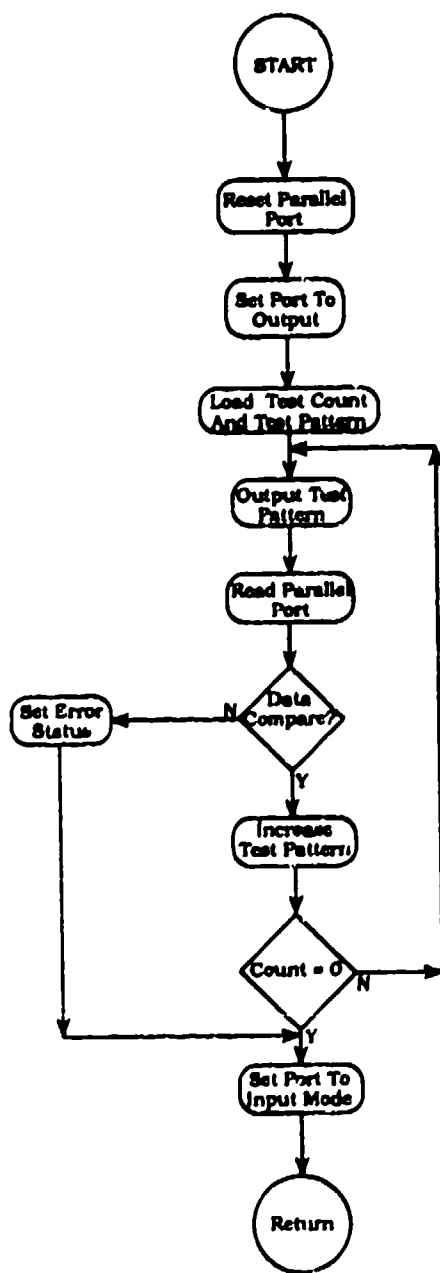 START
Reset Parallel
Port
Set Port To
Output
Load Test Count
And Test Pattern
Output Test
Pattern
Read Parallel
Port
Data
Compare?
N
Set Error
Status
Y
Increase
Test Pattern
Count = 0
N
Y
Set Port To
Input Mode
Return